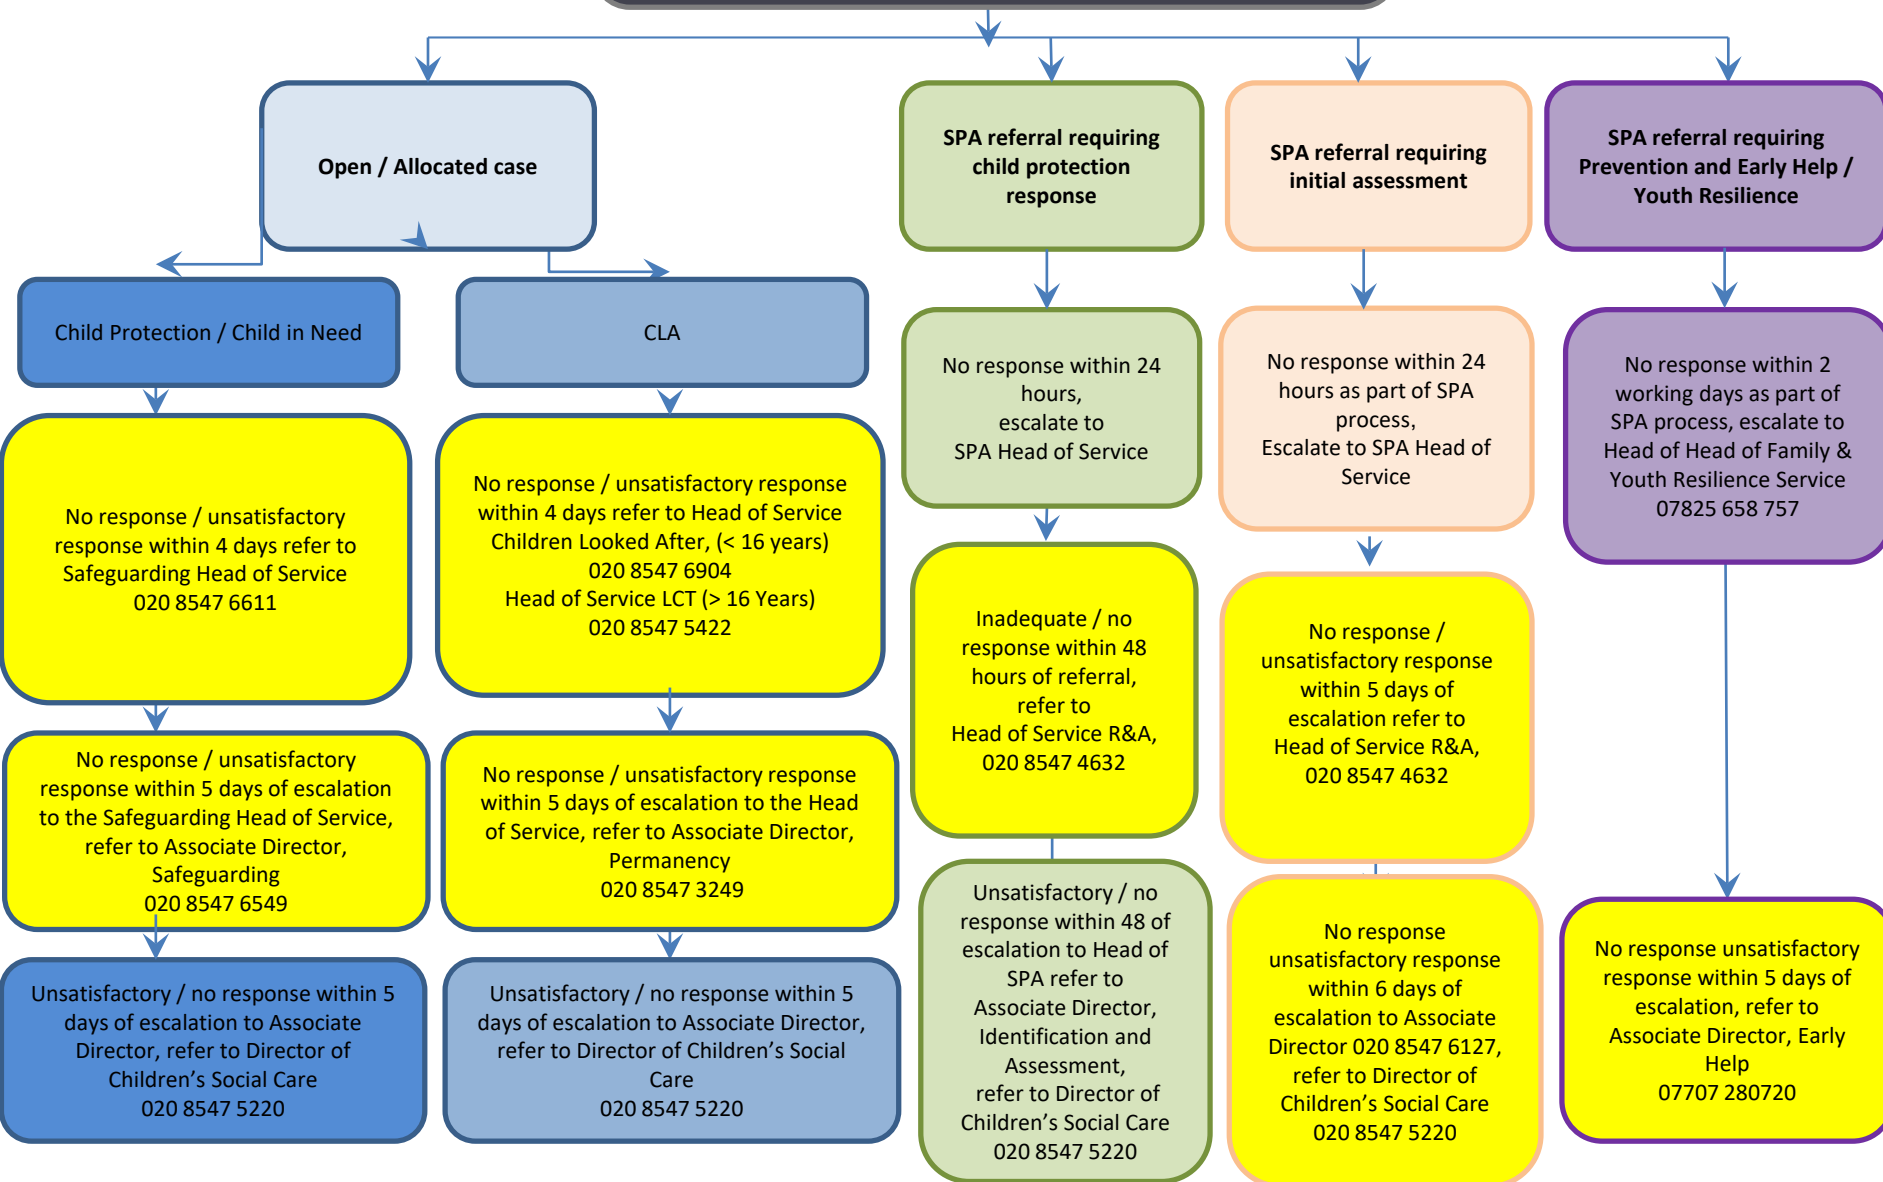 Open / Allocated case
SPA referral requiring
child protection
response
SPA referral requiring
initial assessment
SPA referral requiring
Prevention and Early Help /
Youth Resilience
Child Protection / Child in Need
CLA
No response within 24
hours,
escalate to
SPA Head of Service
No response within 24
hours as part of SPA
process,
Escalate to SPA Head of
Service
No response within 2
working days as part of
SPA process, escalate to
Head of Head of Family &
Youth Resilience Service
07825 658 757
No response / unsatisfactory
response within 4 days refer to
Safeguarding Head of Service
020 8547 6611
No response / unsatisfactory response
within 4 days refer to Head of Service
Children Looked After, (< 16 years)
020 8547 6904
Head of Service LCT (> 16 Years)
020 8547 5422
Inadequate / no
response within 48
hours of referral,
refer to
Head of Service R&A,
020 8547 4632
No response /
unsatisfactory response
within 5 days of
escalation refer to
Head of Service R&A,
020 8547 4632
No response / unsatisfactory
response within 5 days of escalation
to the Safeguarding Head of Service,
refer to Associate Director,
Safeguarding
020 8547 6549
No response / unsatisfactory response
within 5 days of escalation to the Head
of Service, refer to Associate Director,
Permanency
020 8547 3249
Unsatisfactory / no
response within 48 of
escalation to Head of
SPA refer to
Associate Director,
Identification and
Assessment,
refer to Director of
Children’s Social Care
020 8547 5220
No response
unsatisfactory response
within 6 days of
escalation to Associate
Director 020 8547 6127,
refer to Director of
Children’s Social Care
020 8547 5220
No response unsatisfactory
response within 5 days of
escalation, refer to
Associate Director, Early
Help
07707 280720
Unsatisfactory / no response within 5
days of escalation to Associate
Director, refer to Director of
Children’s Social Care
020 8547 5220
Unsatisfactory / no response within 5
days of escalation to Associate Director,
refer to Director of Children’s Social
Care
020 8547 5220